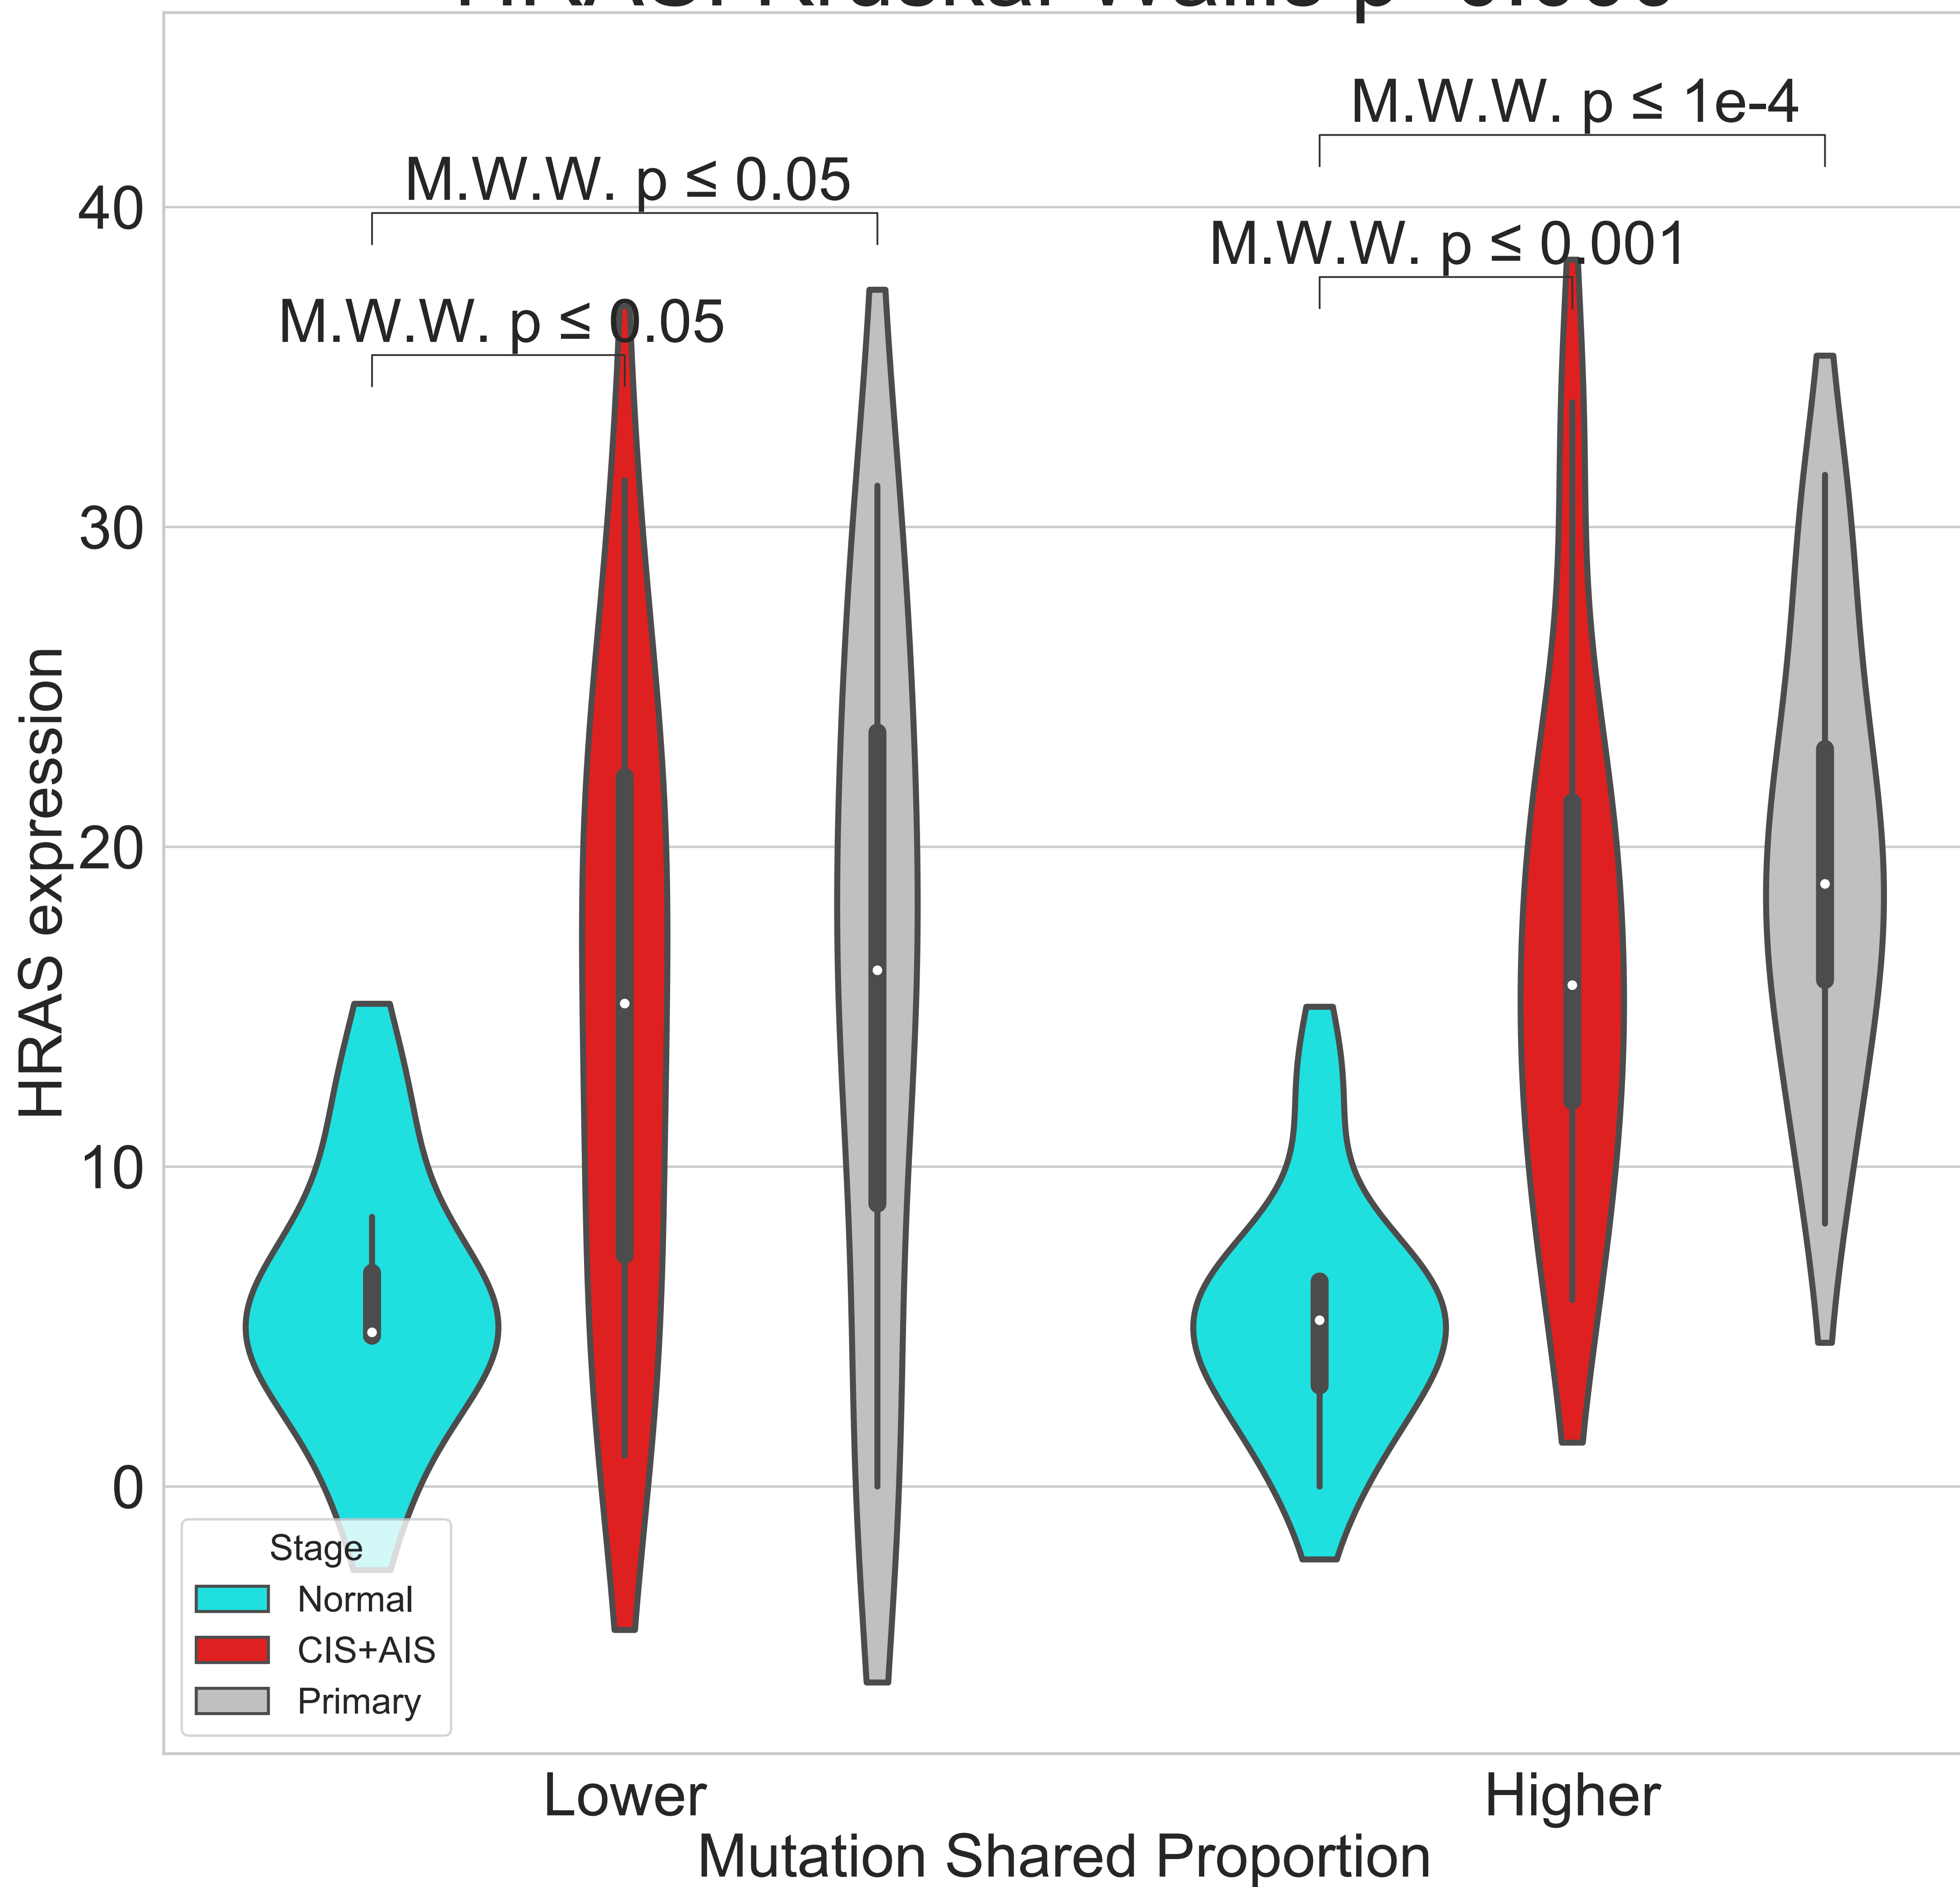 M.W.W. p ≤ 1e-4
M.W.W. p ≤ 0.05
M.W.W. p ≤ 0.001
M.W.W. p ≤ 0.05
40
30
20
10
0
HRAS expression
Stage
Normal
CIS+AIS
Primary
Lower
Higher
Mutation Shared Proportion